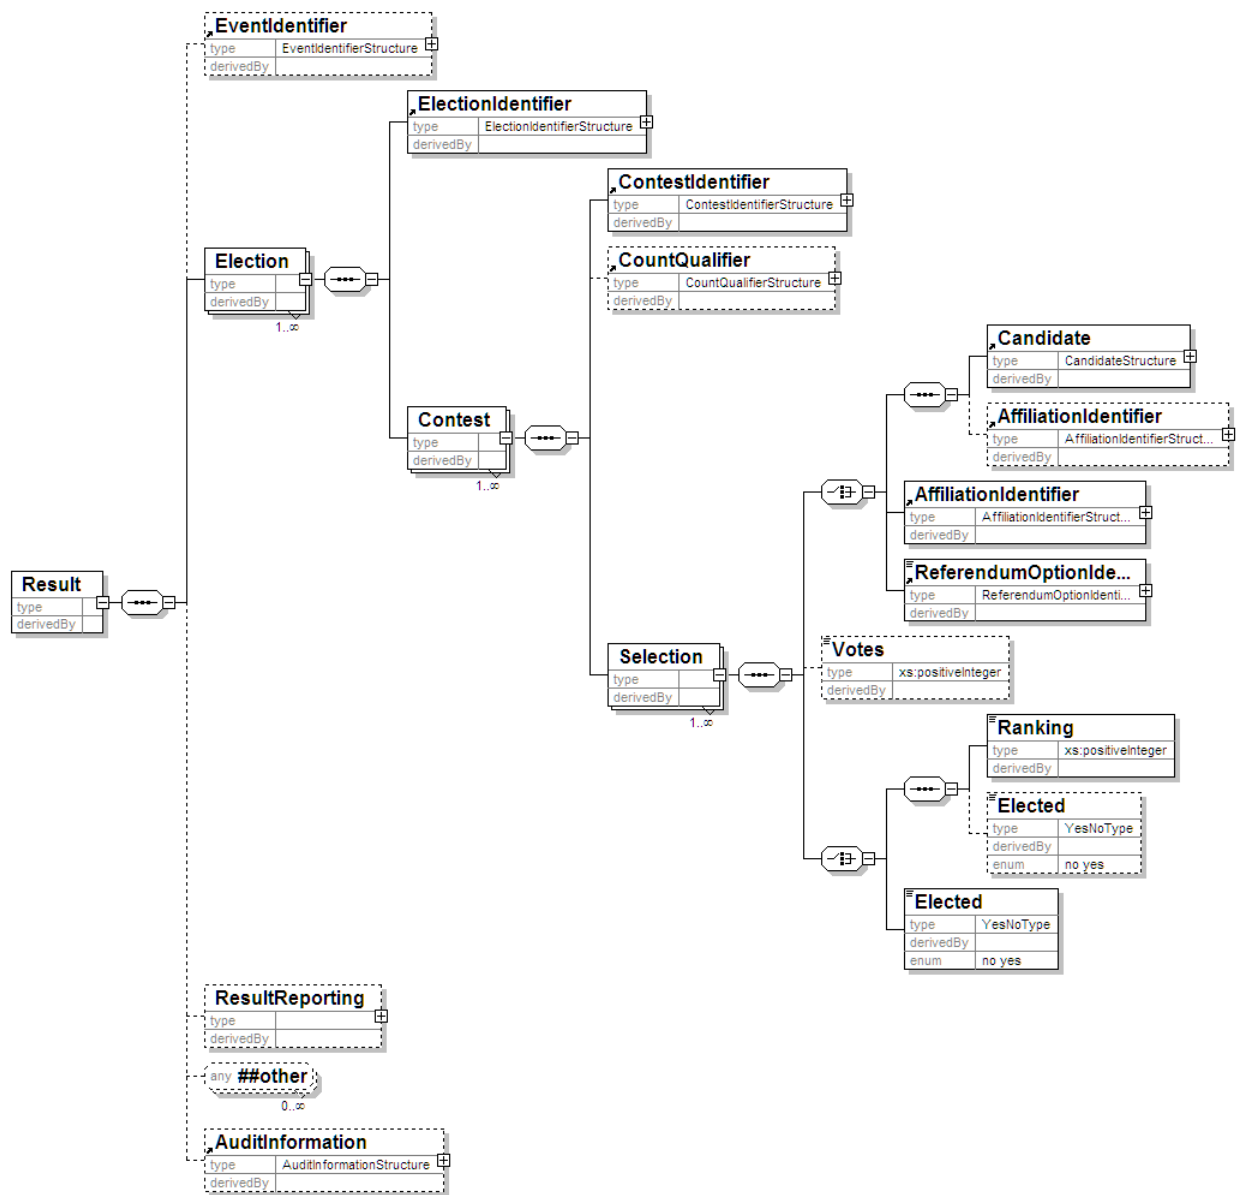 EventIdentifier
type EventIdentifierStructure
derivedBy
ElectionIdentifier
type ElectionIdentifierStructure
derivedBy
ContestIdentifier
type ContestIdentifierStructure
derivedBy
Election
type
derivedBy
1..∞
CountQualifier
type CountQualifierStructure
derivedBy
Candidate
type CandidateStructure
derivedBy
Contest
type
derivedBy
1..∞
AffiliationIdentifier
type AffiliationIdentifierStruct...
derivedBy
AffiliationIdentifier
type AffiliationIdentifierStruct...
derivedBy
Result
type
derivedBy
ReferendumOptionIde...
type ReferendumOptionIdenti...
derivedBy
Selection
type
derivedBy
1..∞
Votes
type xs:positiveInteger
derivedBy
Ranking
type xs:positiveInteger
derivedBy
Elected
type YesNoType
derivedBy
enum no yes
Elected
type YesNoType
derivedBy
enum no yes
ResultReporting
type
derivedBy
any ##other
0..∞
AuditInformation
type AuditInformationStructure
derivedBy